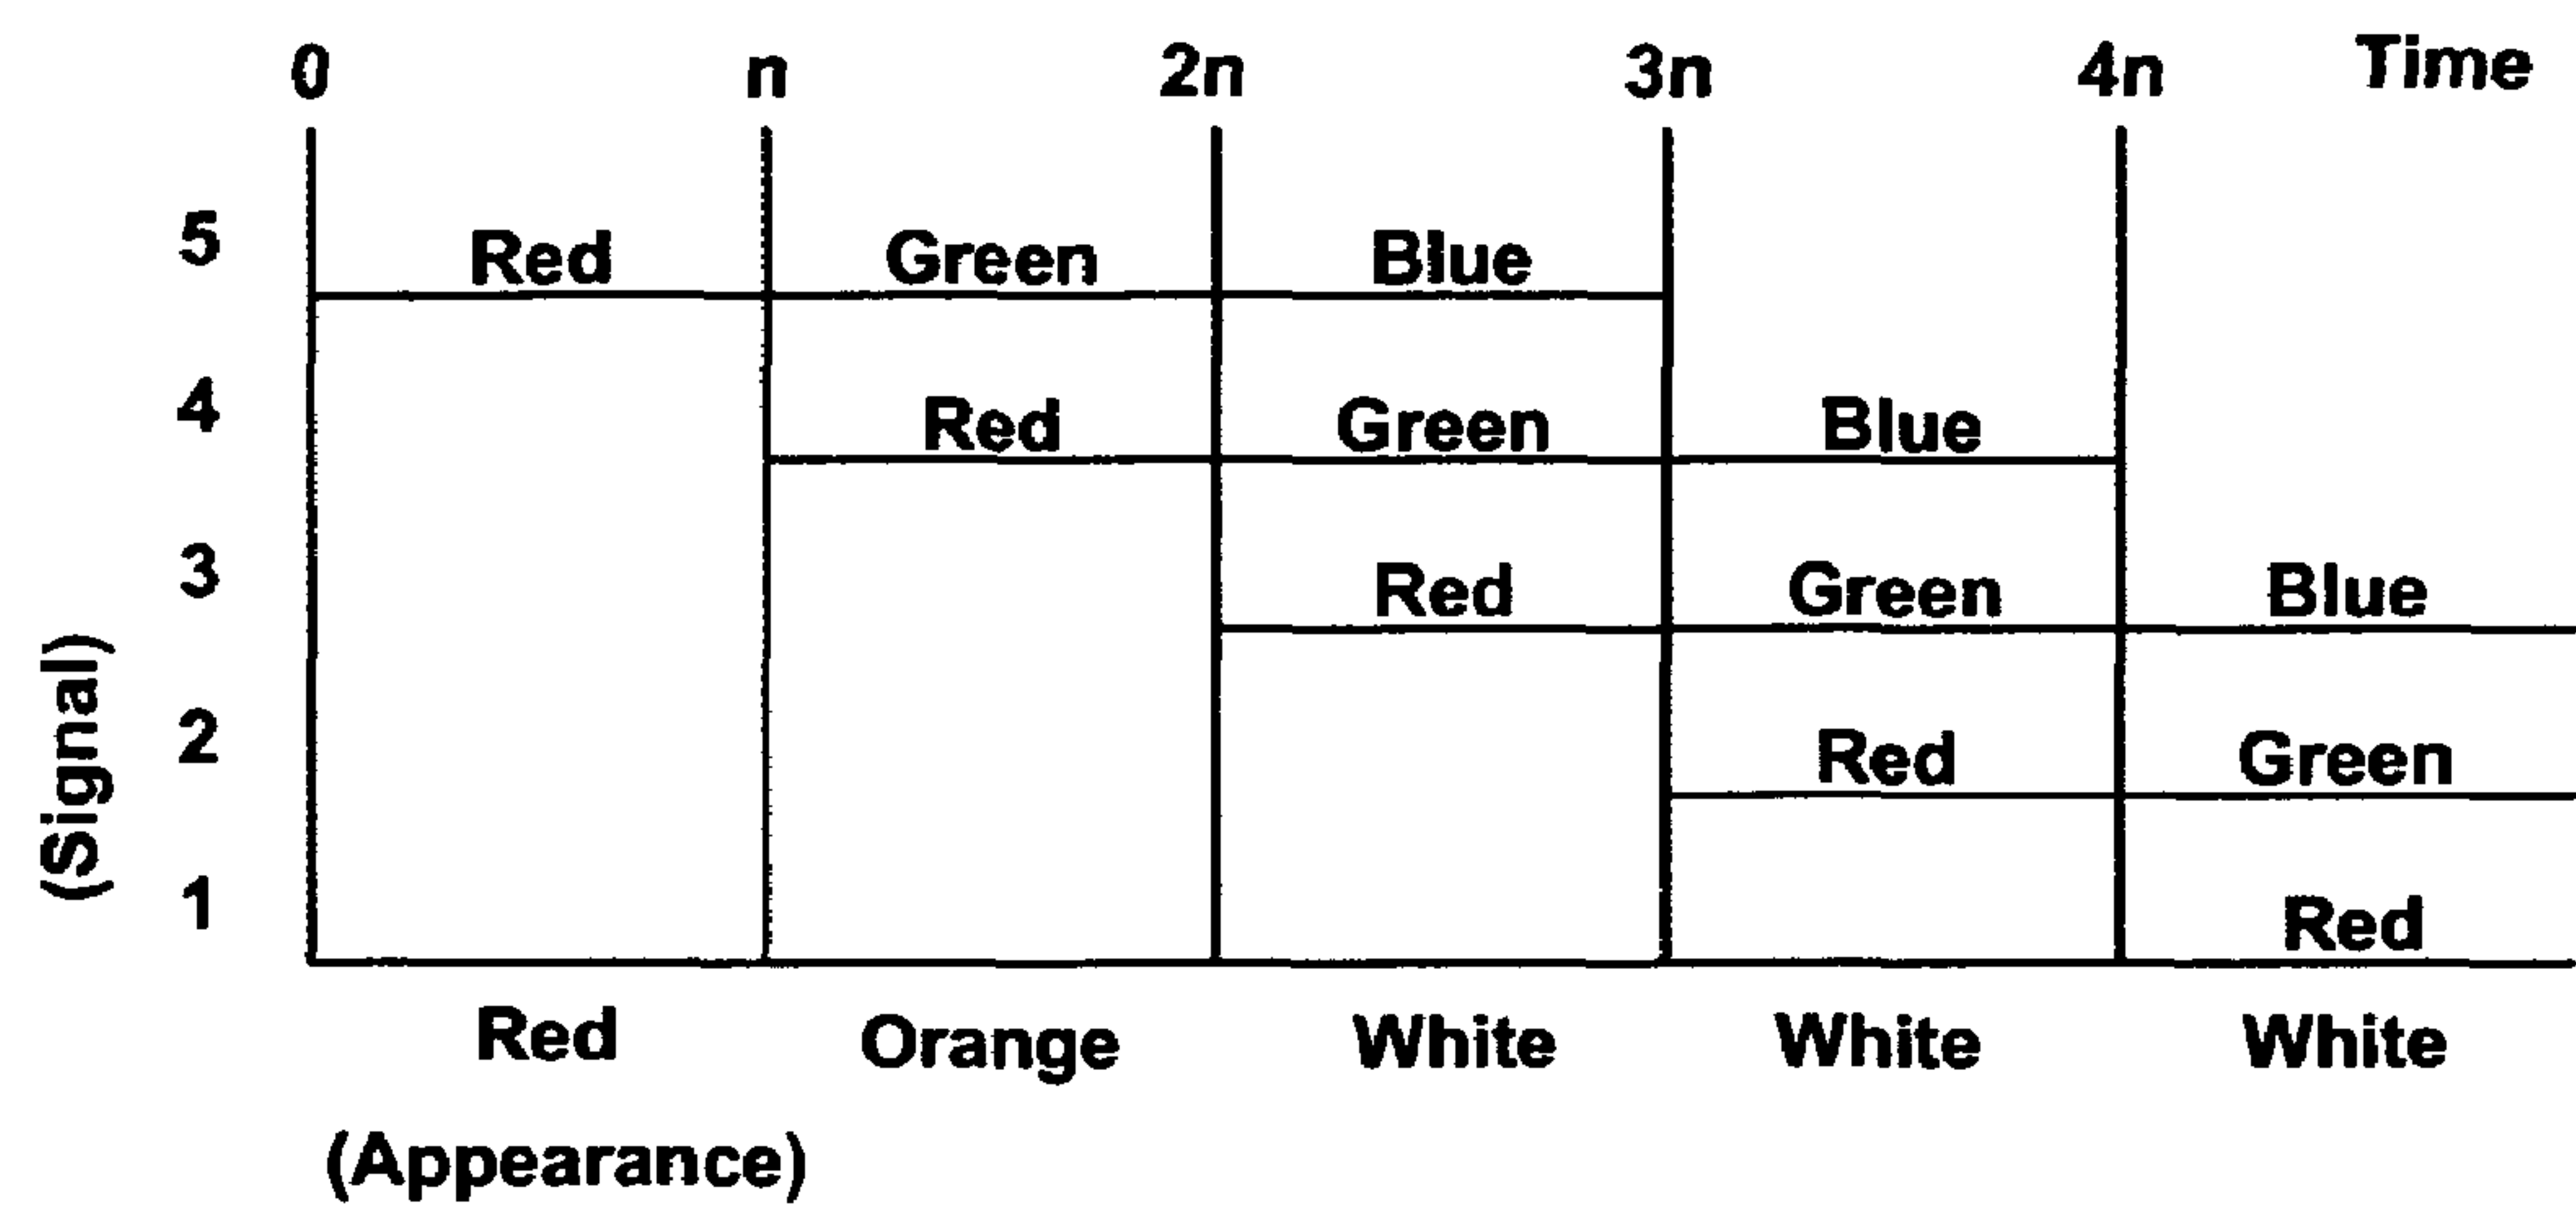 0 n 2n 3n 4n Time
5 Red Green Blue
4 Red Green Blue
3 Red Green Blue
2 Red Green
1 Red
(Signal)
Red Orange White White White
(Appearance)